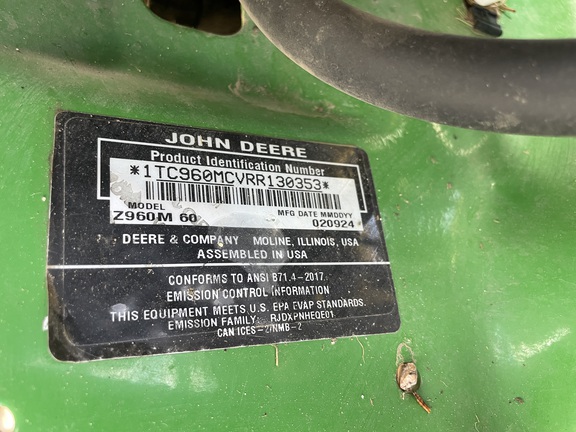 JOHN DEERE
Product Identification Number
*1TC960MCVRR130353*
MODEL MFG DATE MMDDYY
Z960M 60 020924
DEERE & COMPANY MOLINE, ILLINOIS, USA
ASSEMBLED IN USA
CONFORMS TO ANSI B71.4-2017.
EMISSION CONTROL INFORMATION
THIS EQUIPMENT MEETS U.S. EPA EVAP STANDARDS.
EMISSION FAMILY: RJDXPNHEQE01
CAN ICES-2/NMB-2